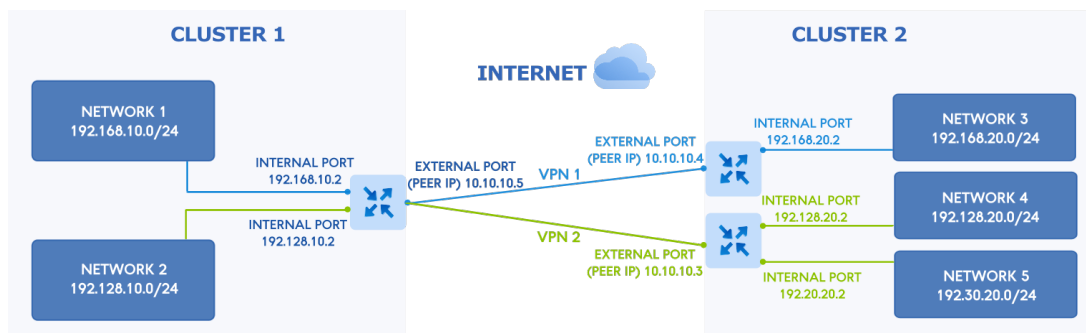 CLUSTER 1
CLUSTER 2
INTERNET
NETWORK 1
192.168.10.0/24
INTERNAL PORT
192.168.10.2
EXTERNAL PORT
(PEER IP) 10.10.10.5
INTERNAL PORT
192.128.10.2
NETWORK 2
192.128.10.0/24
VPN 1
VPN 2
EXTERNAL PORT
(PEER IP) 10.10.10.4
EXTERNAL PORT
(PEER IP) 10.10.10.3
INTERNAL PORT
192.168.20.2
INTERNAL PORT
192.128.20.2
INTERNAL PORT
192.20.20.2
NETWORK 3
192.168.20.0/24
NETWORK 4
192.128.20.0/24
NETWORK 5
192.30.20.0/24